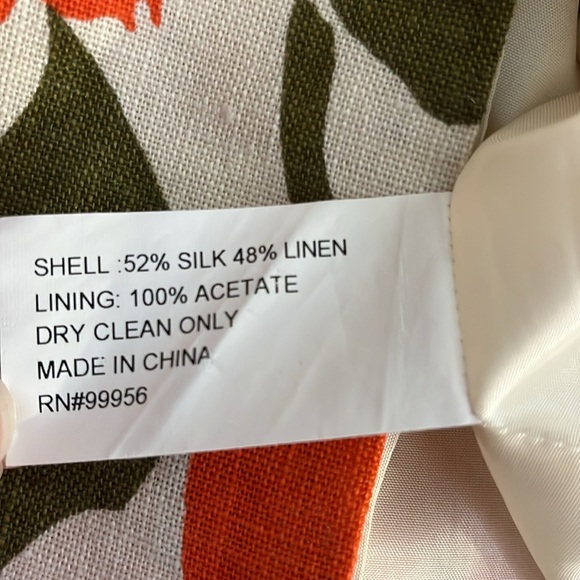 SHELL :52% SILK 48% LINEN
LINING: 100% ACETATE
DRY CLEAN ONLY
MADE IN CHINA
RN#99956